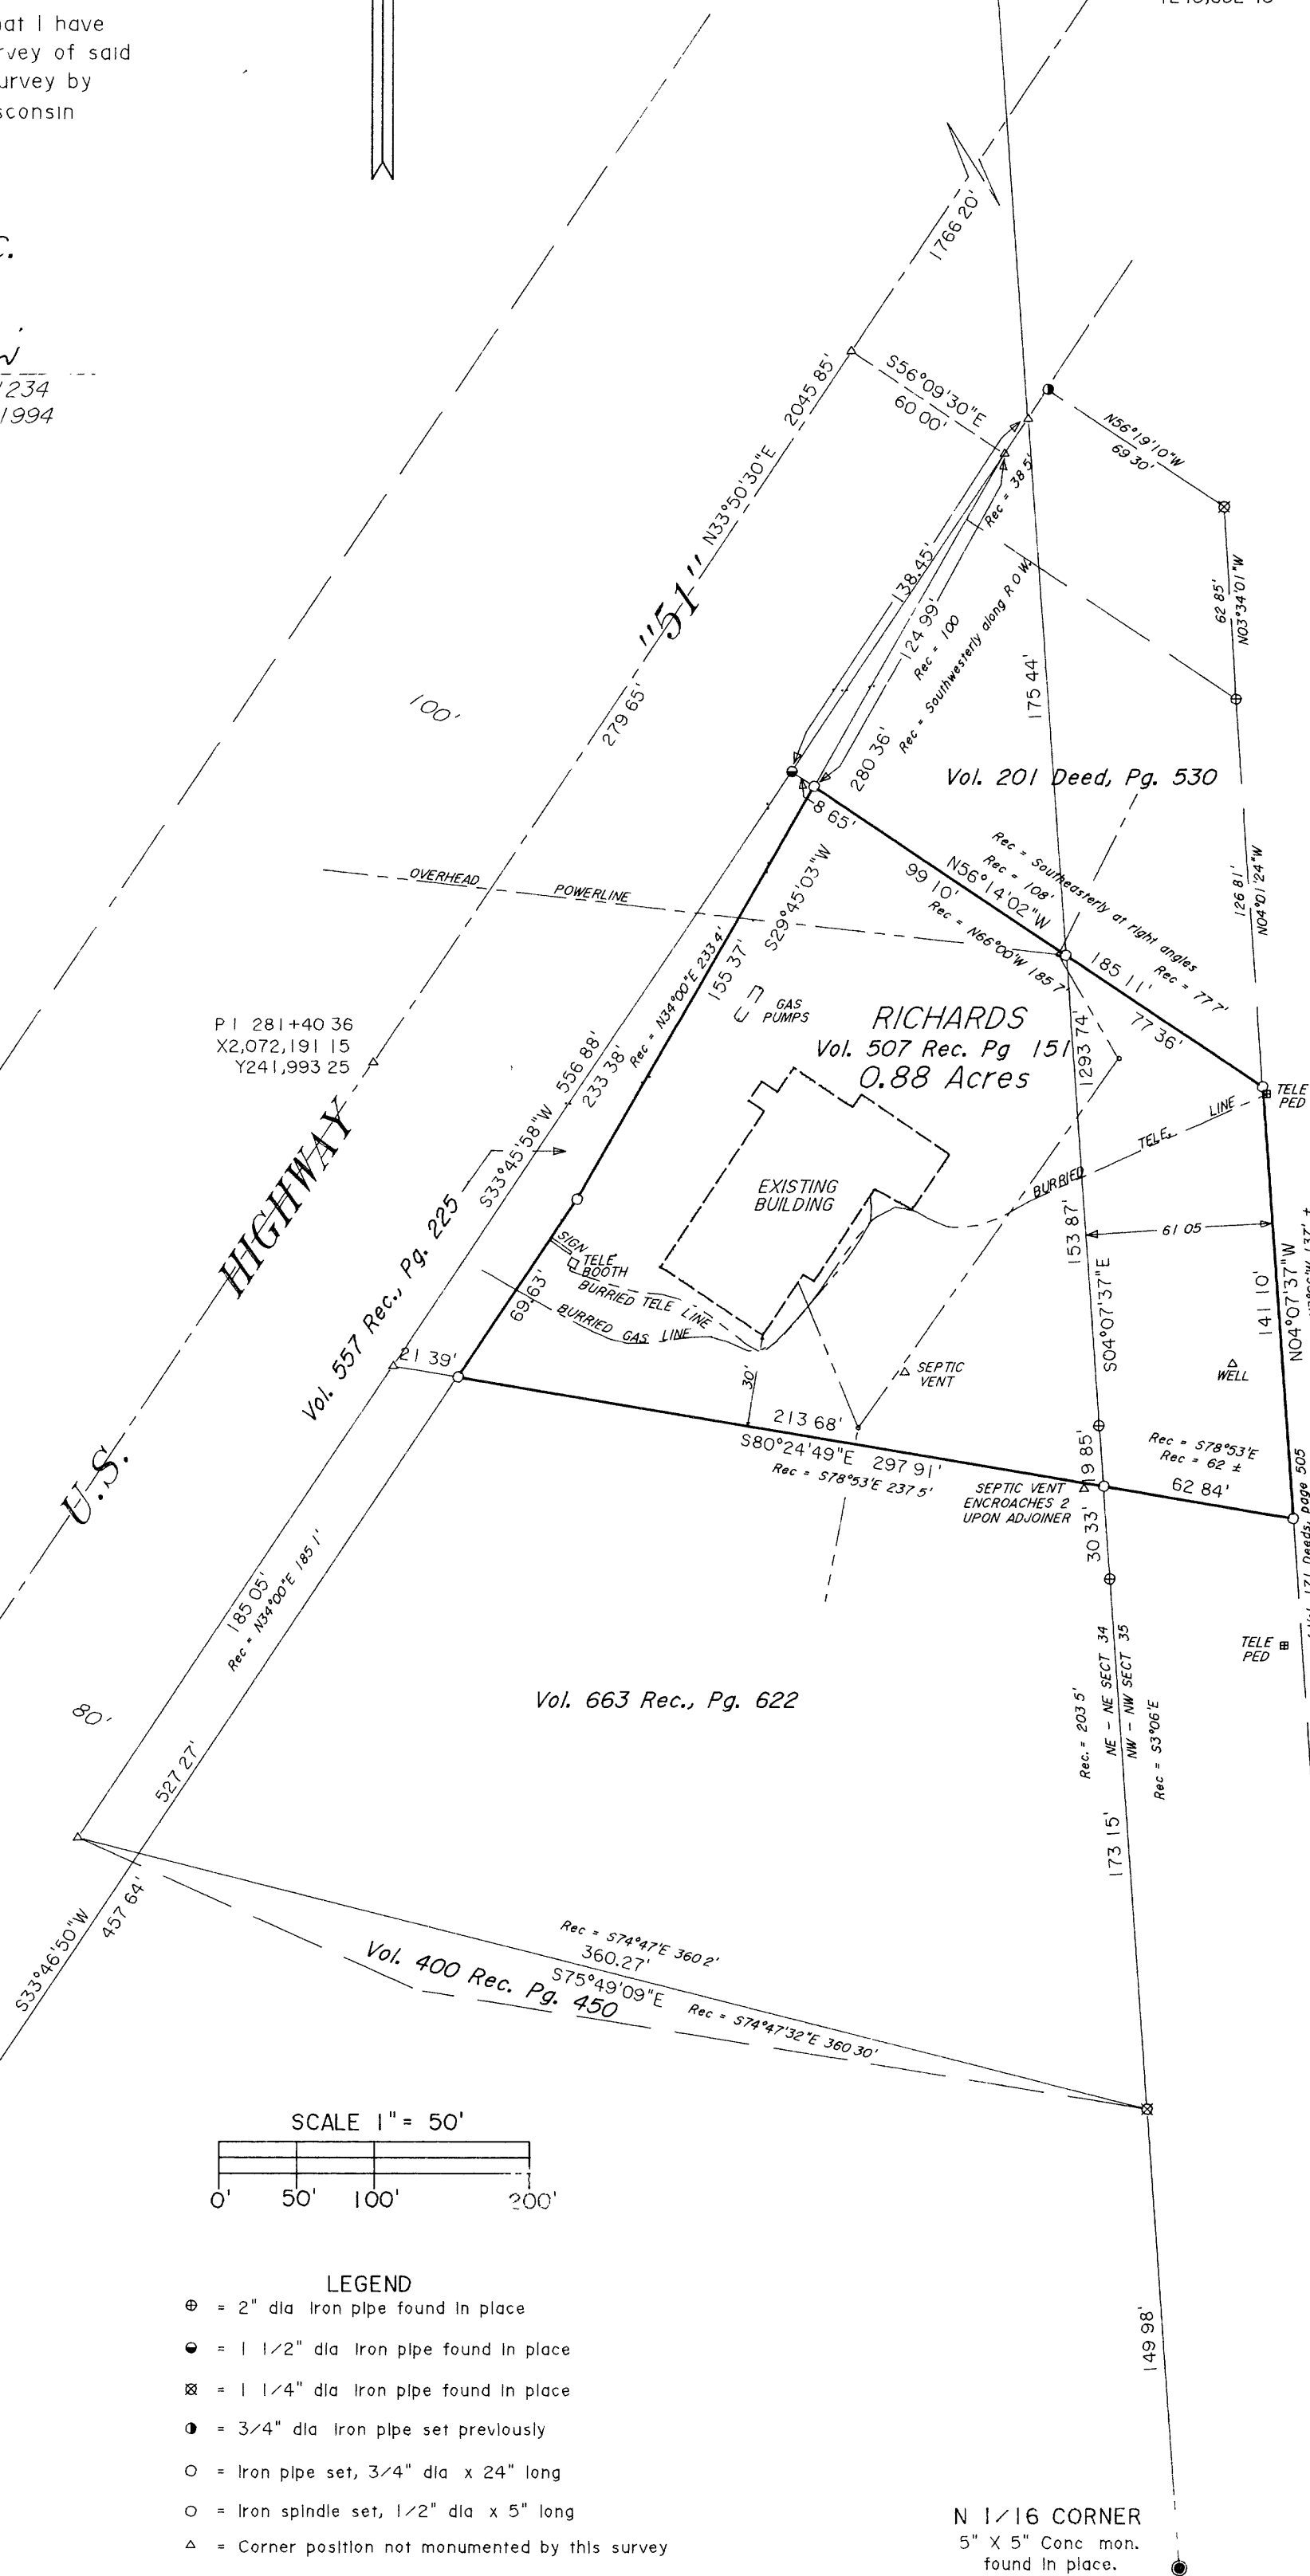 at I have
rvey of said
urvey by
sconsin
C.
1234
1994
1766 20'
S56°09'30"E
60 00'
N33°50'30"E 2045 85'
N56°19'10"W
69 30'
Rec = 38 5'
62 85'
N03°34'01"W
138.45'
124 99'
Rec = 100
Rec = Southwesterly along R O W.
280 36'
175 44'
"51"
279 65'
100'
Vol. 201 Deed, Pg. 530
8 65'
126 81'
N04°01'24"W
OVERHEAD POWERLINE
S29°45'03"W
155 37'
Rec = N34°00"E 233 4'
Rec = Southeasterly at right angles
Rec = 108'
N56°14'02"W
99 10'
Rec = N66°00'W 185 7'
185 11'
Rec = 77 7'
77 36'
GAS
PUMPS
RICHARDS
Vol. 507 Rec. Pg 151
0.88 Acres
1293 74'
P I 281+40 36
X2,072,191 15
Y241,993 25
TELE
PED
BURRIED TELE. LINE
S33°45'58"W 556 88'
233 38'
HIGHWAY
EXISTING
BUILDING
153 87'
61 05
S04°07'37"E
141 10'
N04°07'37"W
Vol. 557 Rec., Pg. 225
SIGN
TELE.
BOOTH
BURRIED TELE LINE
BURRIED GAS LINE
69.63'
21 39'
30'
SEPTIC
VENT
WELL
213 68'
S80°24'49"E 297 91'
Rec = S78°53'E 237 5'
19 85'
Rec = S78°53'E
Rec = 62 ±
62 84'
SEPTIC VENT
ENCROACHES 2
UPON ADJOINER
30 33'
U.S.
185 05'
Rec = N34°00"E 185 1'
Deeds, page 505
TELE
PED
NE - NE SECT 34
NW - NW SECT 35
Rec. = 203 5'
Rec = S3°06'E
Vol. 663 Rec., Pg. 622
80'
527 27'
173 15'
S33°46'50"W
457 64'
Rec = S74°47'E 360 2'
360.27'
S75°49'09"E
Vol. 400 Rec. Pg. 450
Rec = S74°47'32"E 360 30'
SCALE 1"= 50'
0' 50' 100' 200'
LEGEND
⊕ = 2" dia Iron pipe found in place
◒ = 1 1/2" dia Iron pipe found in place
⊠ = 1 1/4" dia Iron pipe found in place
◑ = 3/4" dia Iron pipe set previously
○ = Iron pipe set, 3/4" dia x 24" long
○ = Iron spindle set, 1/2" dia x 5" long
△ = Corner position not monumented by this survey
149 98'
N 1/16 CORNER
5" X 5" Conc mon.
found in place.